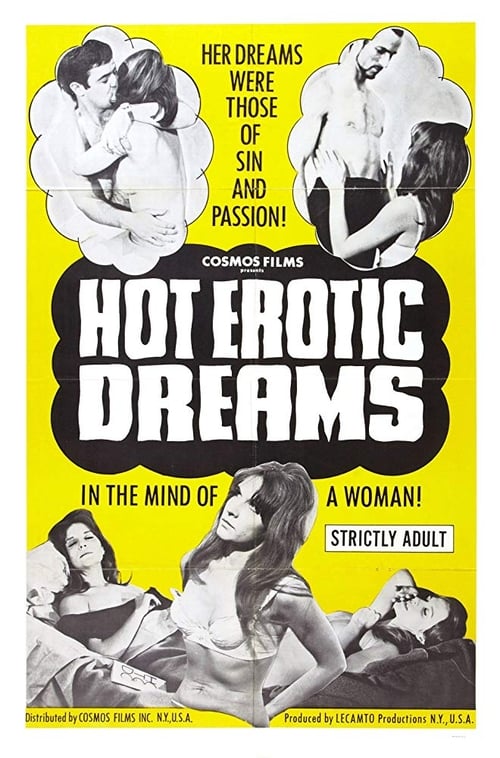 HER DREAMS
WERE
THOSE
OF
SIN
AND
PASSION!
COSMOS FILMS
presents
HOT EROTIC
DREAMS
IN THE MIND OF A WOMAN!
STRICTLY ADULT
Distributed by COSMOS FILMS INC. N.Y., U.S.A.
Produced by LECAMTO Productions N.Y., U.S.A.